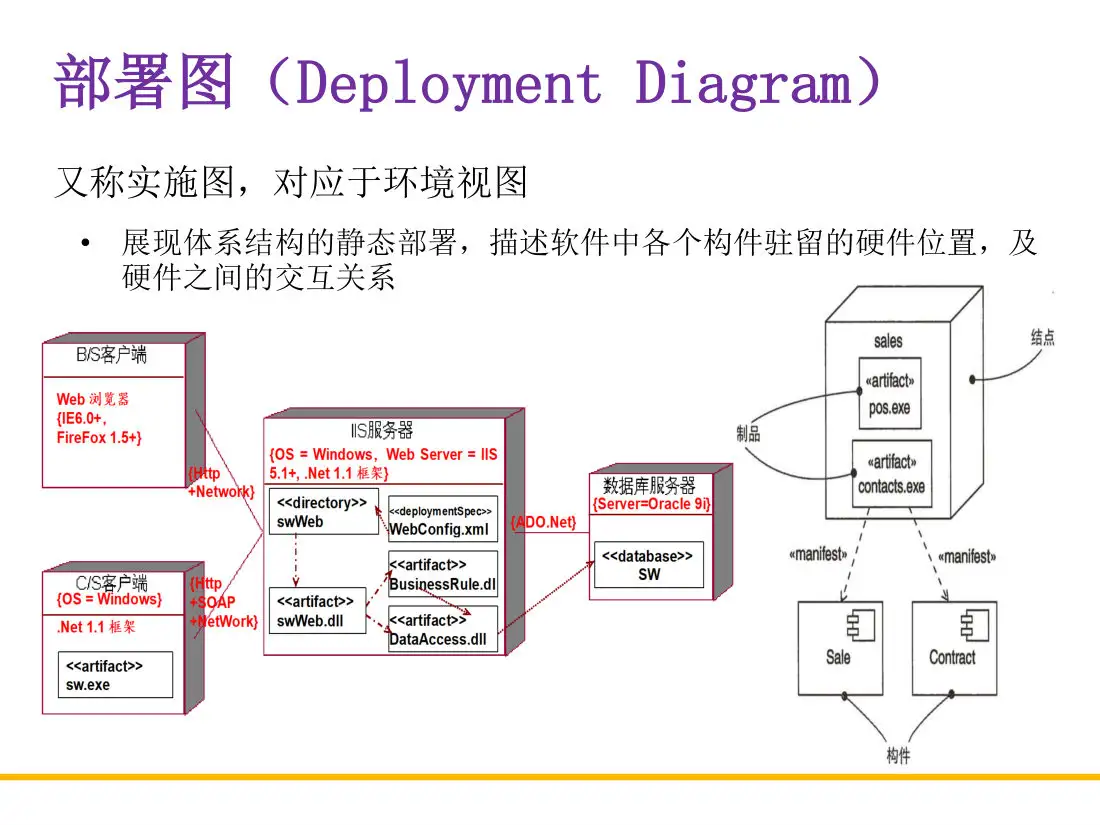 部署图（Deployment Diagram）
又称实施图，对应于环境视图
• 展现体系结构的静态部署，描述软件中各个构件驻留的硬件位置，及
硬件之间的交互关系
B/S客户端
Web 浏览器
{IE6.0+,
FireFox 1.5+}
{Http
+Network}
C/S客户端
{OS = Windows}
.Net 1.1 框架
<<artifact>>
sw.exe
{Http
+SOAP
+NetWork}
IIS服务器
{OS = Windows, Web Server = IIS
5.1+, .Net 1.1 框架}
<<directory>>
swWeb
<<deploymentSpec>>
WebConfig.xml
<<artifact>>
BusinessRule.dl
<<artifact>>
swWeb.dll
<<artifact>>
DataAccess.dll
{ADO.Net}
数据库服务器
{Server=Oracle 9i}
<<database>>
SW
sales
«artifact»
pos.exe
«artifact»
contacts.exe
结点
制品
«manifest»
«manifest»
Sale
Contract
构件